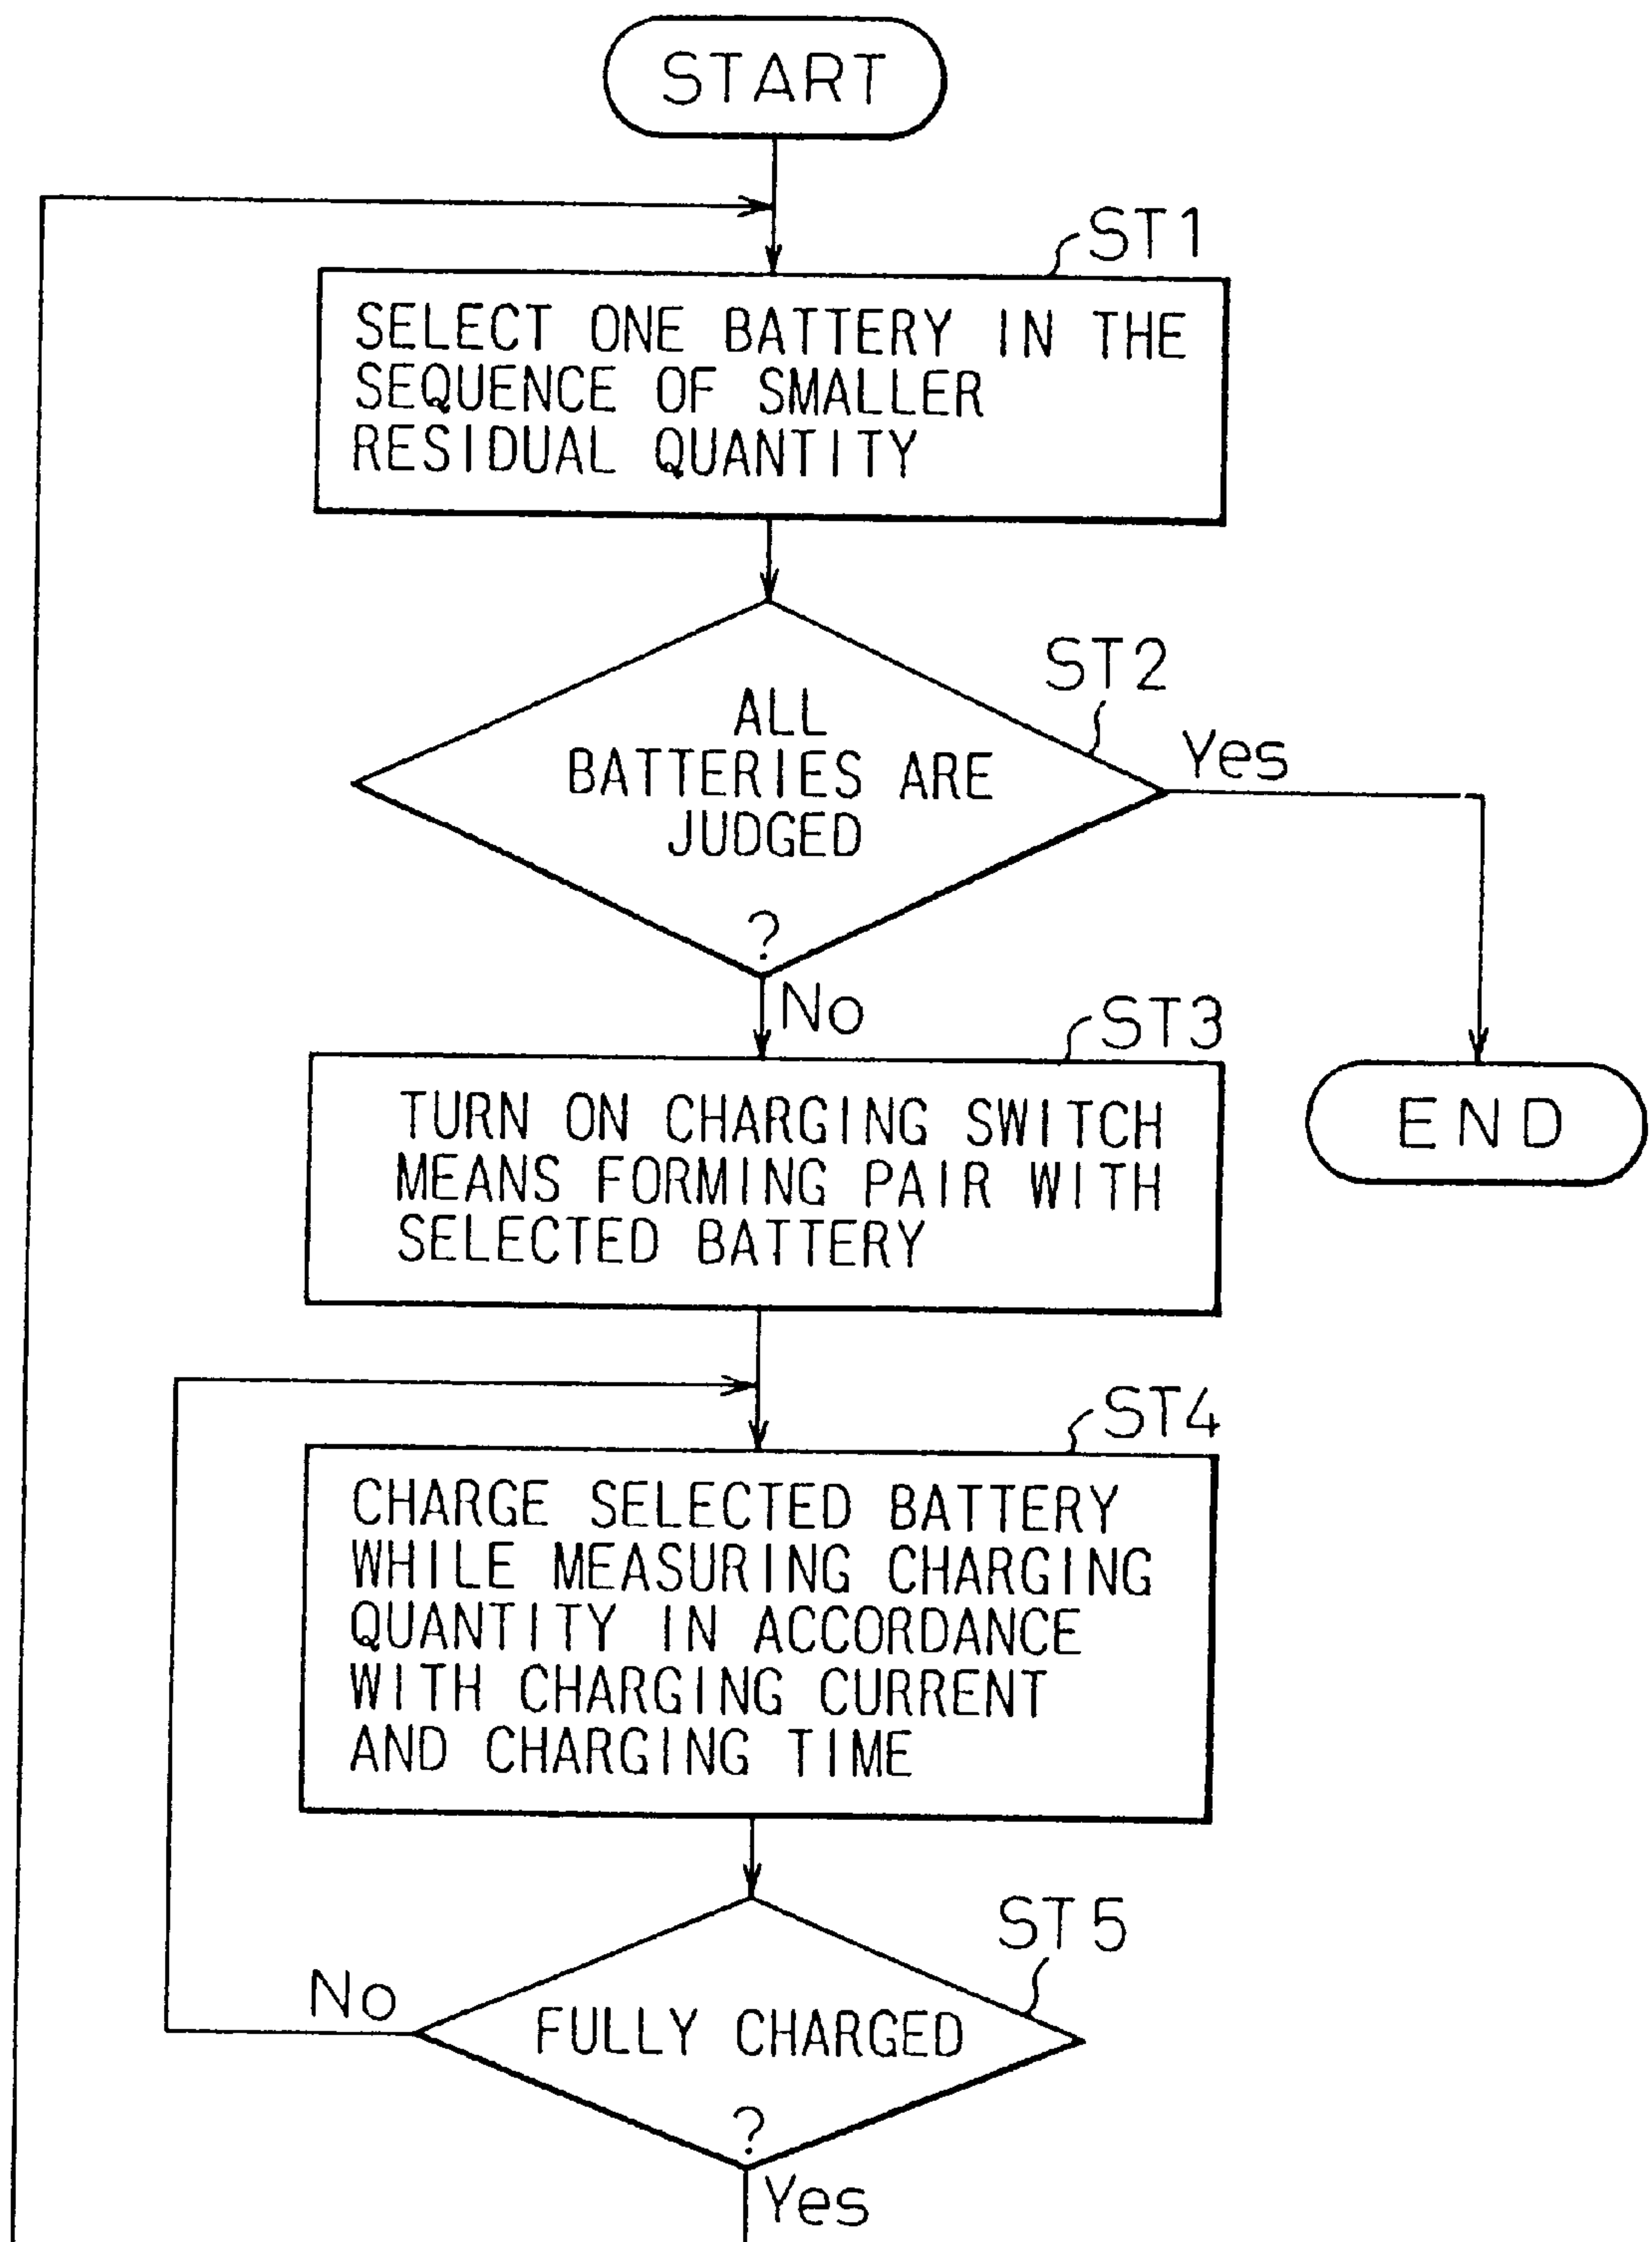 START
ST1
SELECT ONE BATTERY IN THE
SEQUENCE OF SMALLER
RESIDUAL QUANTITY
ST2
ALL
BATTERIES ARE
JUDGED
?
Yes
No
ST3
END
TURN ON CHARGING SWITCH
MEANS FORMING PAIR WITH
SELECTED BATTERY
ST4
CHARGE SELECTED BATTERY
WHILE MEASURING CHARGING
QUANTITY IN ACCORDANCE
WITH CHARGING CURRENT
AND CHARGING TIME
ST5
No
FULLY CHARGED
?
Yes